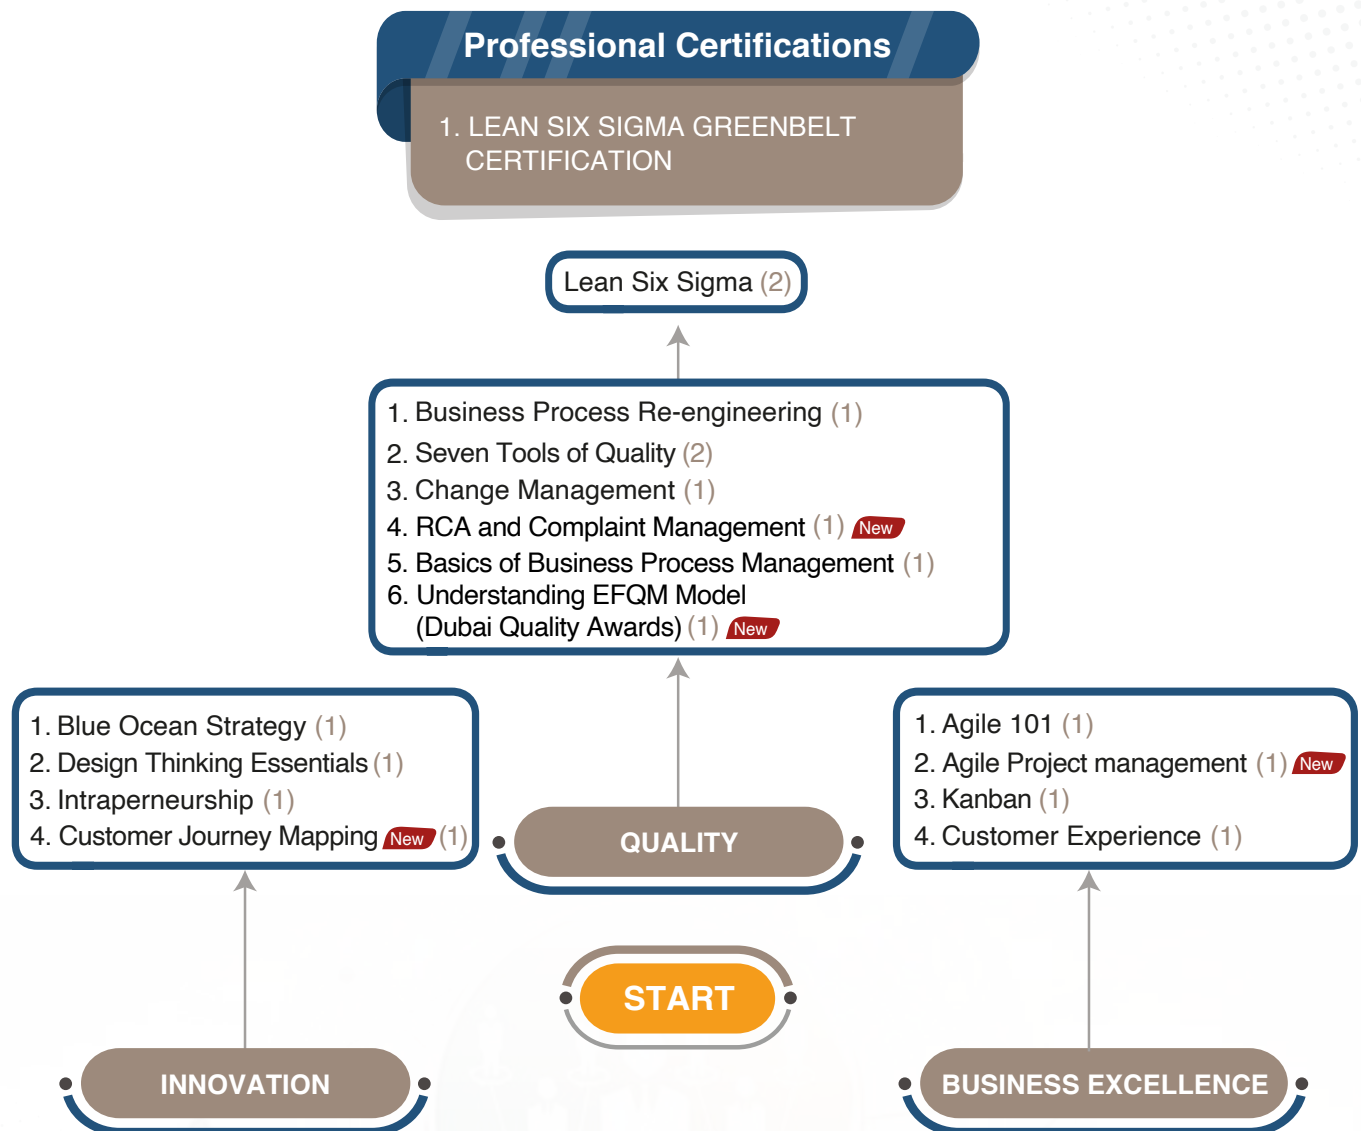 Professional Certifications
1. LEAN SIX SIGMA GREENBELT
CERTIFICATION
Lean Six Sigma (2)
1. Business Process Re-engineering (1)
2. Seven Tools of Quality (2)
3. Change Management (1)
4. RCA and Complaint Management (1) New
5. Basics of Business Process Management (1)
6. Understanding EFQM Model
(Dubai Quality Awards) (1) New
1. Blue Ocean Strategy (1)
2. Design Thinking Essentials (1)
3. Intraperneurship (1)
4. Customer Journey Mapping New (1)
1. Agile 101 (1)
2. Agile Project management (1) New
3. Kanban (1)
4. Customer Experience (1)
QUALITY
START
INNOVATION
BUSINESS EXCELLENCE